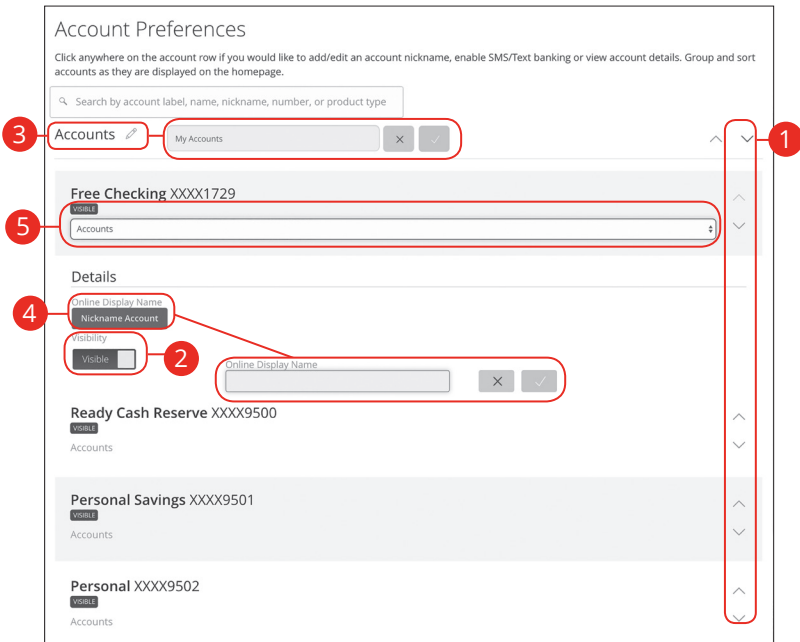 Account Preferences
Click anywhere on the account row if you would like to add/edit an account nickname, enable SMS/Text banking or view account details. Group and sort
accounts as they are displayed on the homepage.
Search by account label, name, nickname, number, or product type
3
Accounts
My Accounts
1
Free Checking XXXX1729
VISIBLE
5
Accounts
Details
4
Online Display Name
Nickname Account
Visibility
Visible
2
Online Display Name
Ready Cash Reserve XXXX9500
VISIBLE
Accounts
Personal Savings XXXX9501
VISIBLE
Accounts
Personal XXXX9502
VISIBLE
Accounts